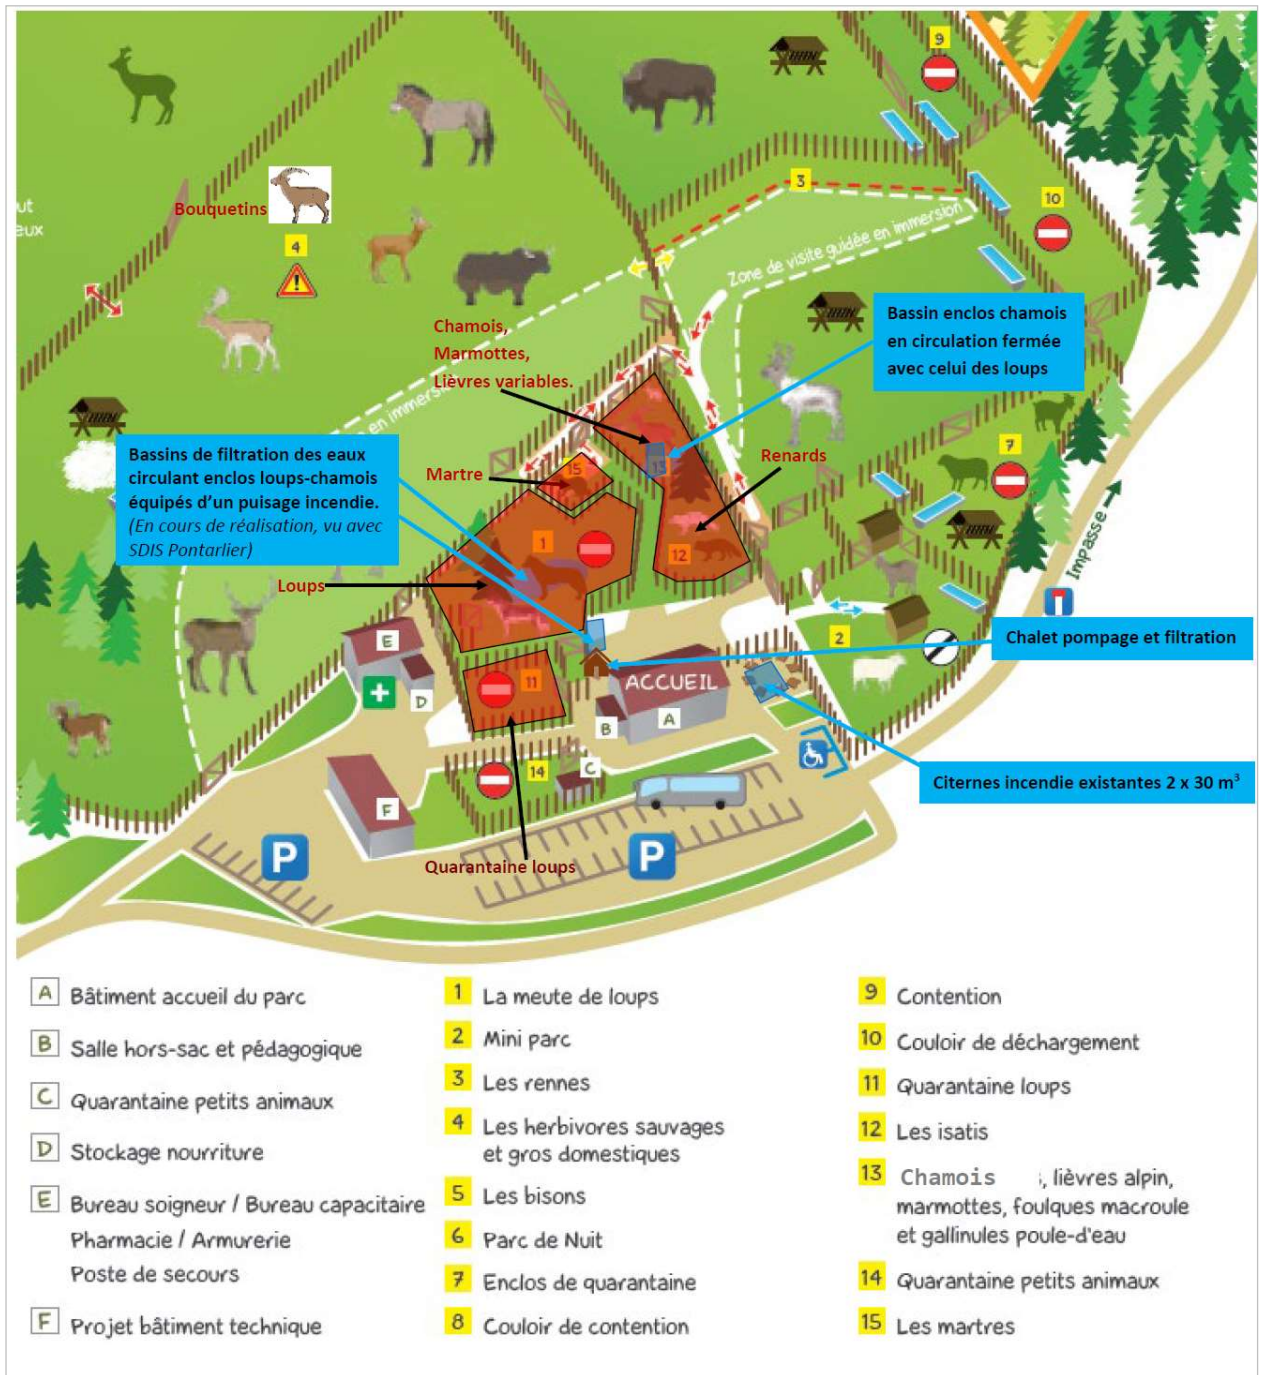 9
3
ut
eux
Bouquetins
10
4
Zone de visite guidée en immersion
Chamois,
Marmottes,
Lièvres variables.
Bassin enclos chamois
en circulation fermée
avec celui des loups
en immersion
Bassins de filtration des eaux
circulant enclos loups-chamois
équipés d’un puisage incendie.
(En cours de réalisation, vu avec
SDIS Pontarlier)
7
Renards
15
13
Martre
1
12
Impasse
Loups
2
E
Chalet pompage et filtration
11
ACCUEIL
D
A
B
14
C
Citernes incendie existantes 2 x 30 m³
F
P
P
Quarantaine loups
A Bâtiment accueil du parc
B Salle hors-sac et pédagogique
C Quarantaine petits animaux
D Stockage nourriture
E Bureau soigneur / Bureau capacitaire
Pharmacie / Armurerie
Poste de secours
F Projet bâtiment technique
1 La meute de loups
2 Mini parc
3 Les rennes
4 Les herbivores sauvages
et gros domestiques
5 Les bisons
6 Parc de Nuit
7 Enclos de quarantaine
8 Couloir de contention
9 Contention
10 Couloir de déchargement
11 Quarantaine loups
12 Les isatis
13 Chamois , lièvres alpin,
marmottes, foulques macroule
et gallinules poule-d'eau
14 Quarantaine petits animaux
15 Les martres